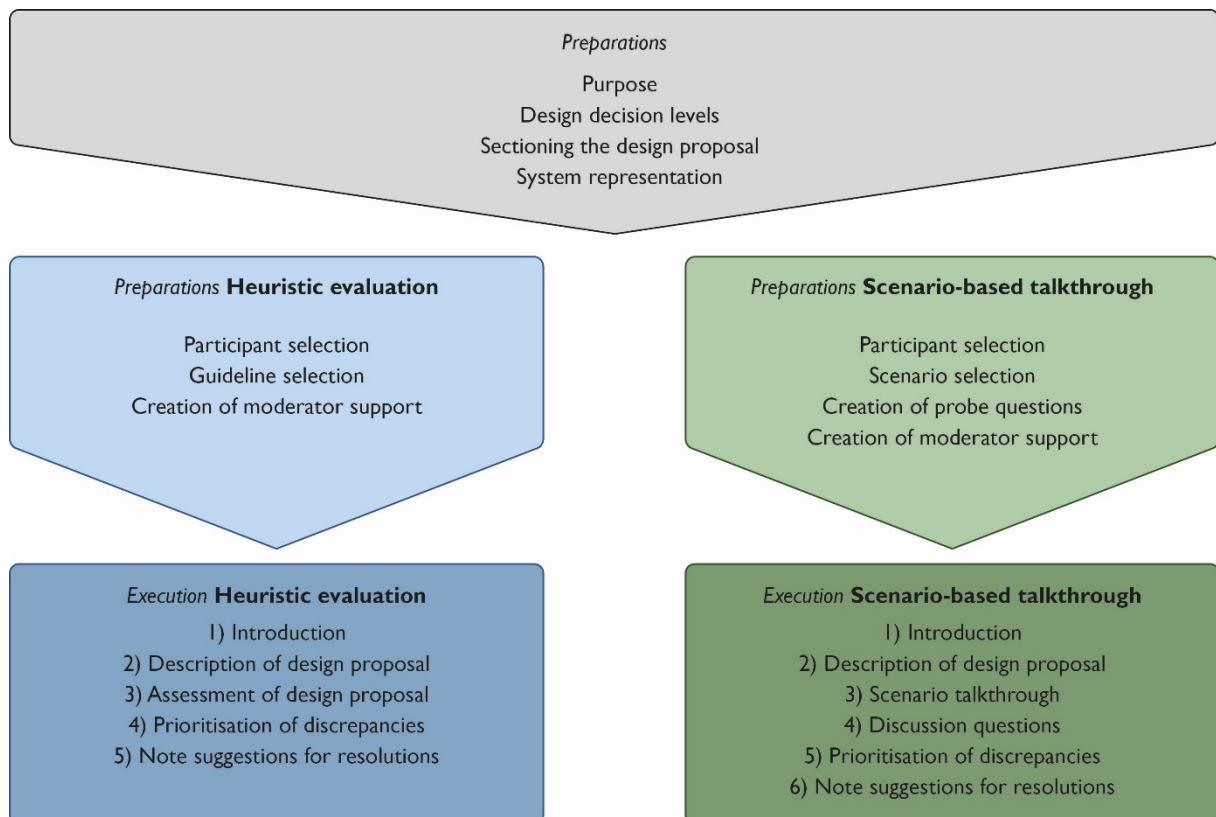 Preparations
Purpose
Design decision levels
Sectioning the design proposal
System representation
Preparations Heuristic evaluation
Participant selection
Guideline selection
Creation of moderator support
Preparations Scenario-based talkthrough
Participant selection
Scenario selection
Creation of probe questions
Creation of moderator support
Execution Heuristic evaluation
1) Introduction
2) Description of design proposal
3) Assessment of design proposal
4) Prioritisation of discrepancies
5) Note suggestions for resolutions
Execution Scenario-based talkthrough
1) Introduction
2) Description of design proposal
3) Scenario talkthrough
4) Discussion questions
5) Prioritisation of discrepancies
6) Note suggestions for resolutions